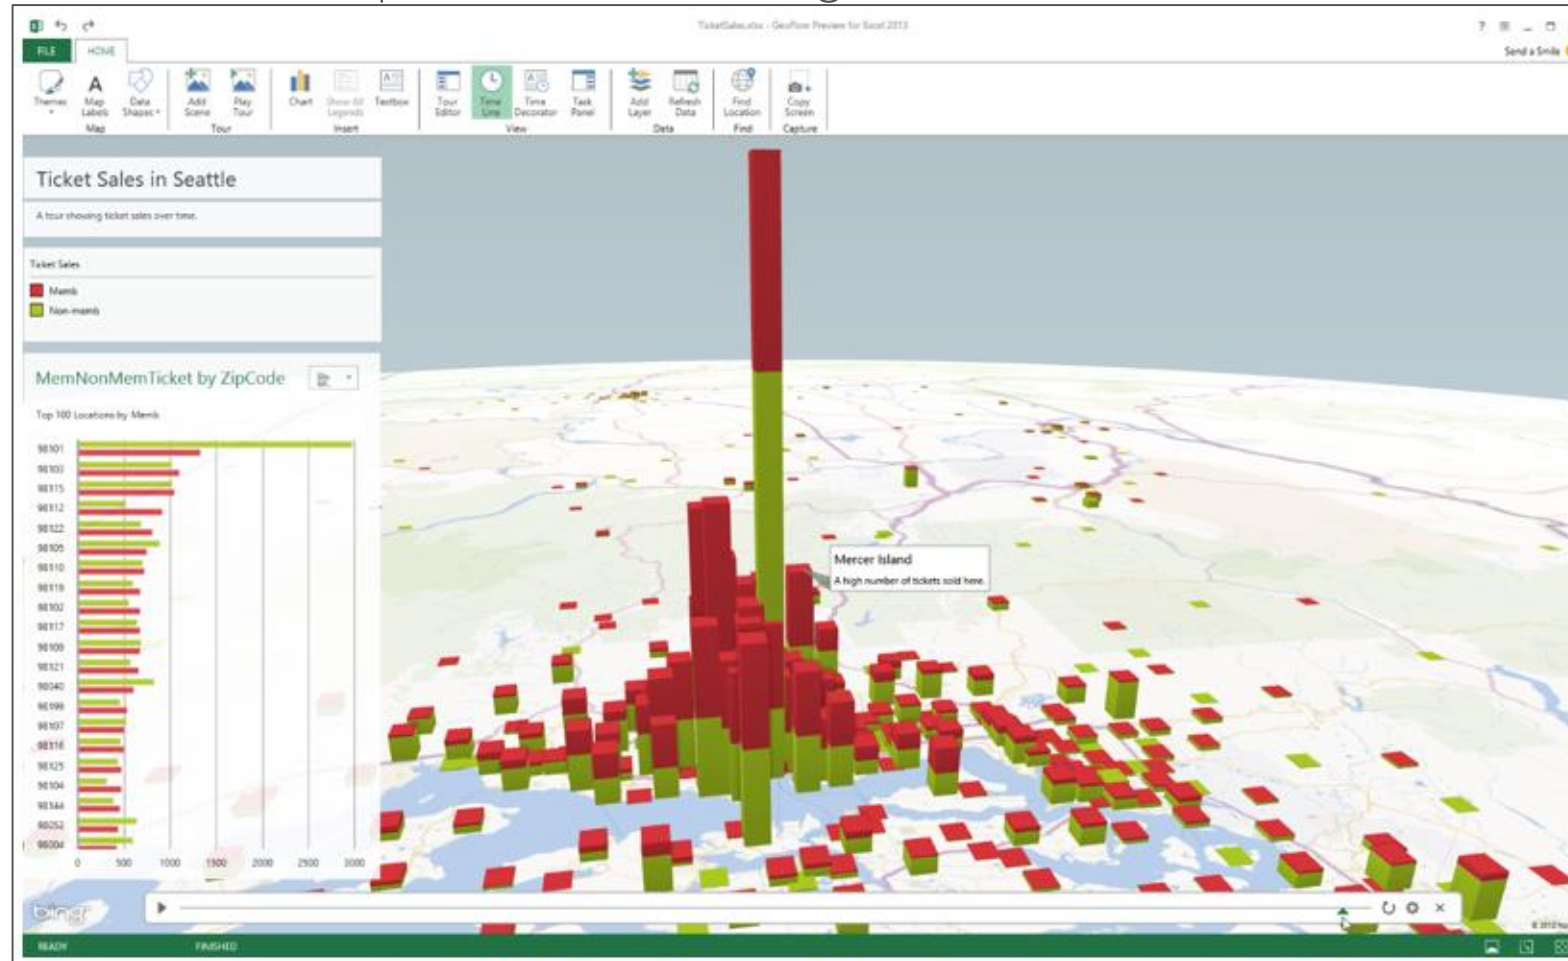 TicketSales.xlsx - GeoFlow Preview for Excel 2013
?
FILE
HOME
Send a Smile
Themes
Map Labels
Data Shapes
Map
Add Scene
Play Tour
Tour
Chart
Show All Legends
Textbox
Insert
Tour Editor
Time Line
Time Decorator
Task Panel
View
Add Layer
Refresh Data
Data
Find Location
Find
Copy Screen
Capture
Ticket Sales in Seattle
A tour showing ticket sales over time.
Ticket Sales
Memb
Non-memb
MemNonMemTicket by ZipCode
Top 100 Locations by Memb
98101
98103
98115
98112
98122
98105
98110
98119
98102
98117
98109
98121
98040
98199
98107
98116
98125
98104
98144
98052
98004
0 500 1000 1500 2000 2500 3000
Mercer Island
A high number of tickets sold here.
bing
READY
FINISHED